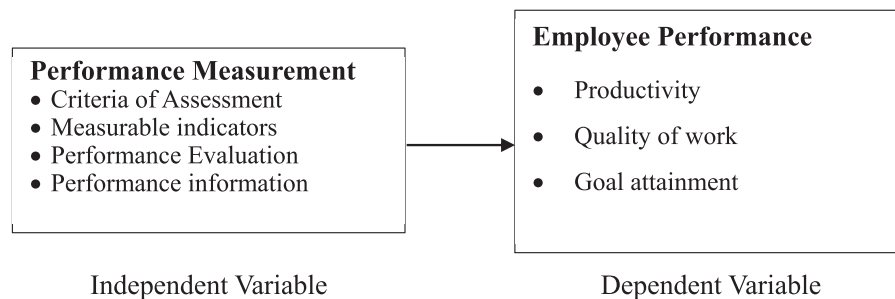 Performance Measurement
• Criteria of Assessment
• Measurable indicators
• Performance Evaluation
• Performance information
Employee Performance
• Productivity
• Quality of work
• Goal attainment
Independent Variable
Dependent Variable